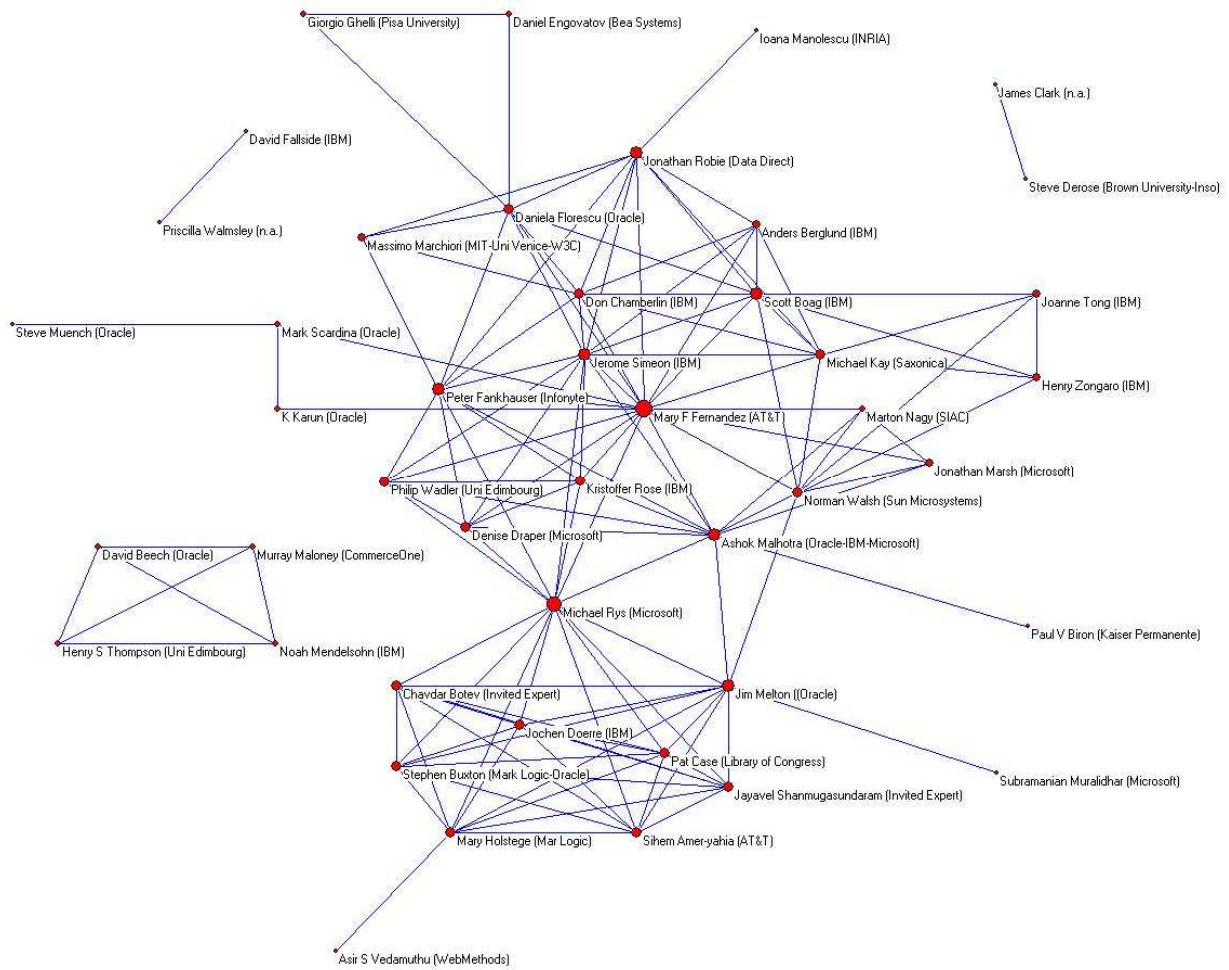 Giorgio Ghelli (Pisa University)
Daniel Engovatov (Bea Systems)
Ioana Manolescu (INRIA)
James Clark (n.a.)
David Fallside (IBM)
Jonathan Robie (Data Direct)
Steve Derose (Brown University-Inso)
Priscilla Walmsley (n.a.)
Daniela Florescu (Oracle)
Anders Berglund (IBM)
Massimo Marchiori (MIT-Uni Venice-W3C)
Don Chamberlin (IBM)
Scott Boag (IBM)
Joanne Tong (IBM)
Steve Muench (Oracle)
Mark Scardina (Oracle)
Jerome Simeon (IBM)
Michael Kay (Saxonica)
Henry Zongaro (IBM)
Peter Fankhauser (Infonyte)
K Karun (Oracle)
Mary F Fernandez (AT&T)
Marton Nagy (SIAC)
Jonathan Marsh (Microsoft)
Philip Wadler (Uni Edimbourg)
Kristoffer Rose (IBM)
Norman Walsh (Sun Microsystems)
Denise Draper (Microsoft)
Ashok Malhotra (Oracle-IBM-Microsoft)
David Beech (Oracle)
Murray Maloney (CommerceOne)
Michael Rys (Microsoft)
Paul V Biron (Kaiser Permanente)
Henry S Thompson (Uni Edimbourg)
Noah Mendelsohn (IBM)
Chavdar Botev (Invited Expert)
Jim Melton ((Oracle)
Jochen Doerre (IBM)
Pat Case (Library of Congress)
Stephen Buxton (Mark Logic-Oracle)
Subramanian Muralidhar (Microsoft)
Jayavel Shanmugasundaram (Invited Expert)
Mary Holstege (Mar Logic)
Sihem Amer-yahia (AT&T)
Asir S Vedamuthu (WebMethods)